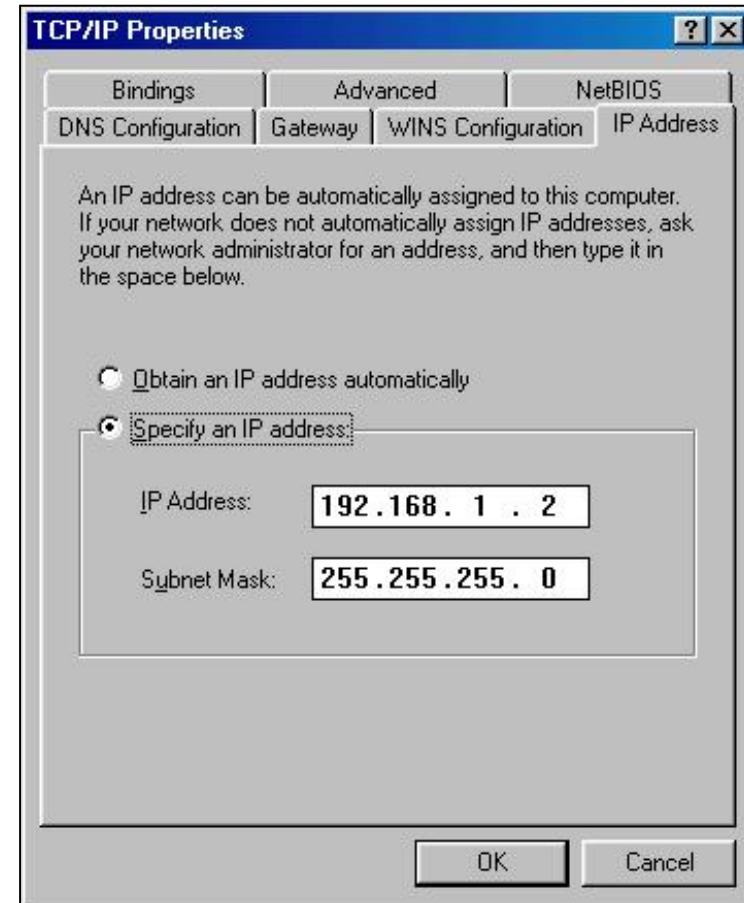 TCP/IP Properties
Bindings Advanced NetBIOS
DNS Configuration Gateway WINS Configuration IP Address
An IP address can be automatically assigned to this computer.
If your network does not automatically assign IP addresses, ask
your network administrator for an address, and then type it in
the space below.
Obtain an IP address automatically
Specify an IP address:
IP Address: 192.168. 1 . 2
Subnet Mask: 255.255.255. 0
OK Cancel